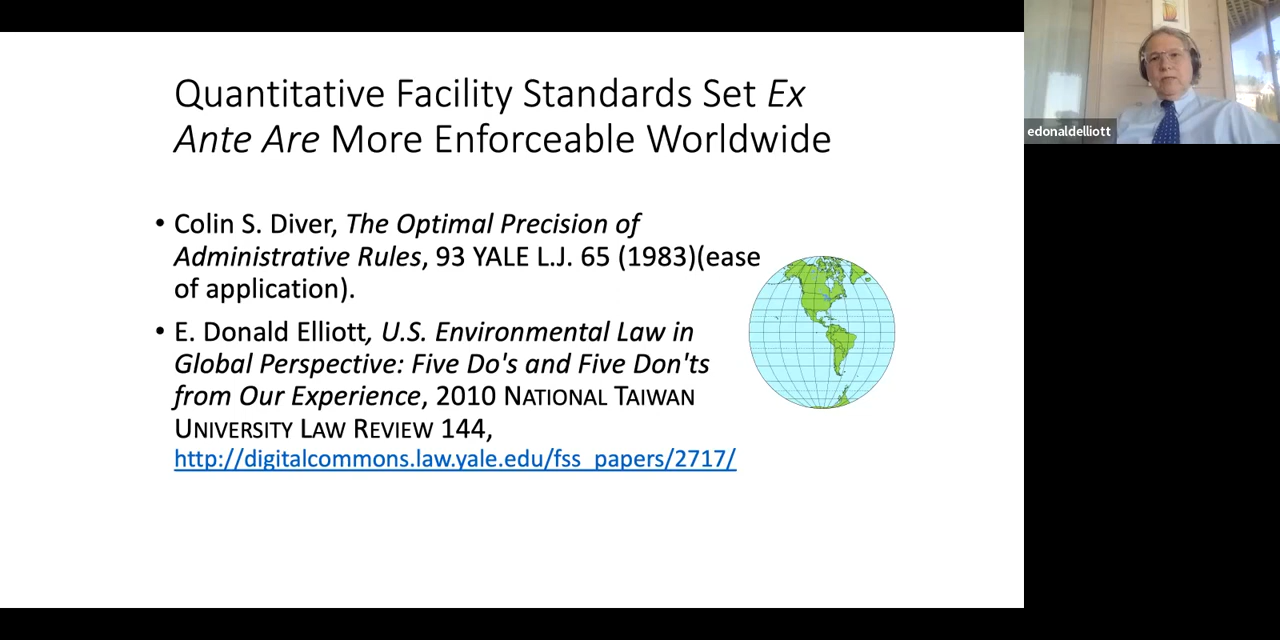 Quantitative Facility Standards Set Ex
Ante Are More Enforceable Worldwide
• Colin S. Diver, The Optimal Precision of
Administrative Rules, 93 YALE L.J. 65 (1983)(ease
of application).
• E. Donald Elliott, U.S. Environmental Law in
Global Perspective: Five Do's and Five Don'ts
from Our Experience, 2010 NATIONAL TAIWAN
UNIVERSITY LAW REVIEW 144,
http://digitalcommons.law.yale.edu/fss_papers/2717/
edonaldelliott